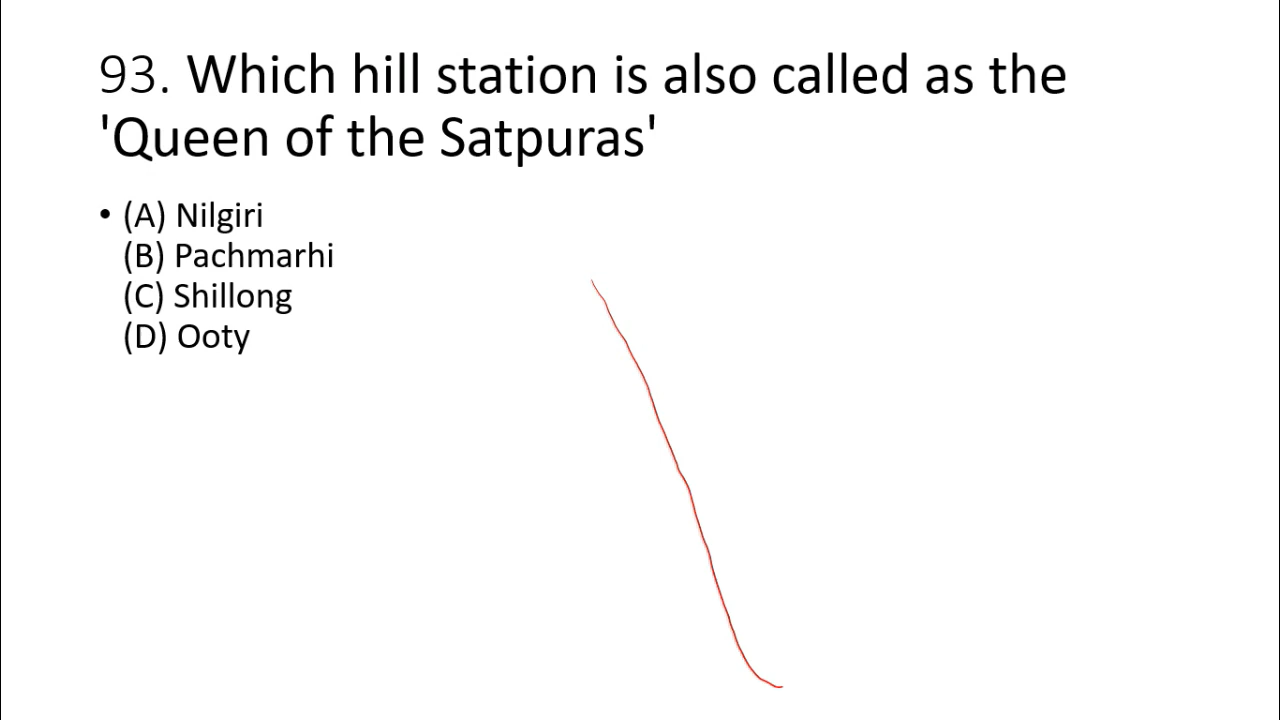 93. Which hill station is also called as the
'Queen of the Satpuras'
• (A) Nilgiri
(B) Pachmarhi
(C) Shillong
(D) Ooty